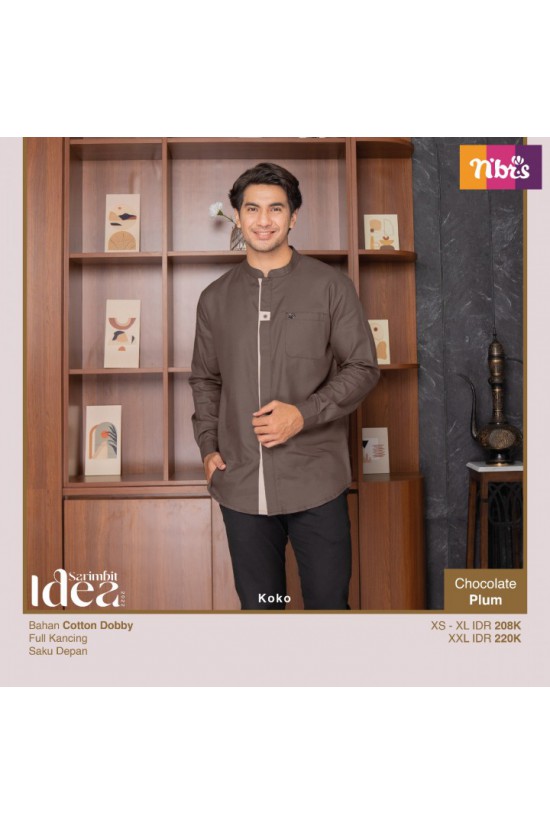 n'br.s
Sarimbit
Idea
Koko
Chocolate
Plum
Bahan Cotton Dobby
Full Kancing
Saku Depan
XS - XL IDR 208K
XXL IDR 220K